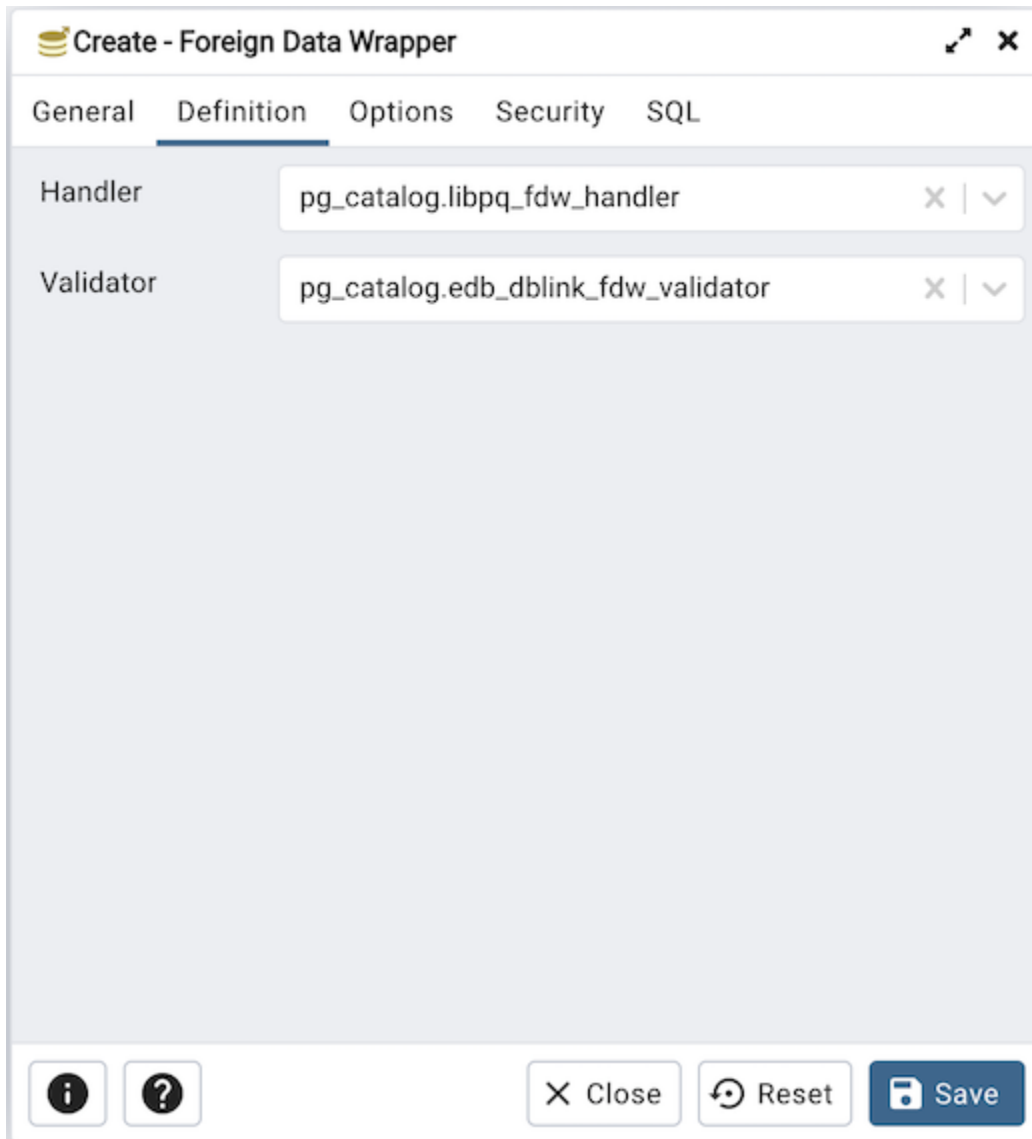 Create - Foreign Data Wrapper
General Definition Options Security SQL
Handler pg_catalog.libpq_fdw_handler
Validator pg_catalog.edb_dblink_fdw_validator
Close Reset Save